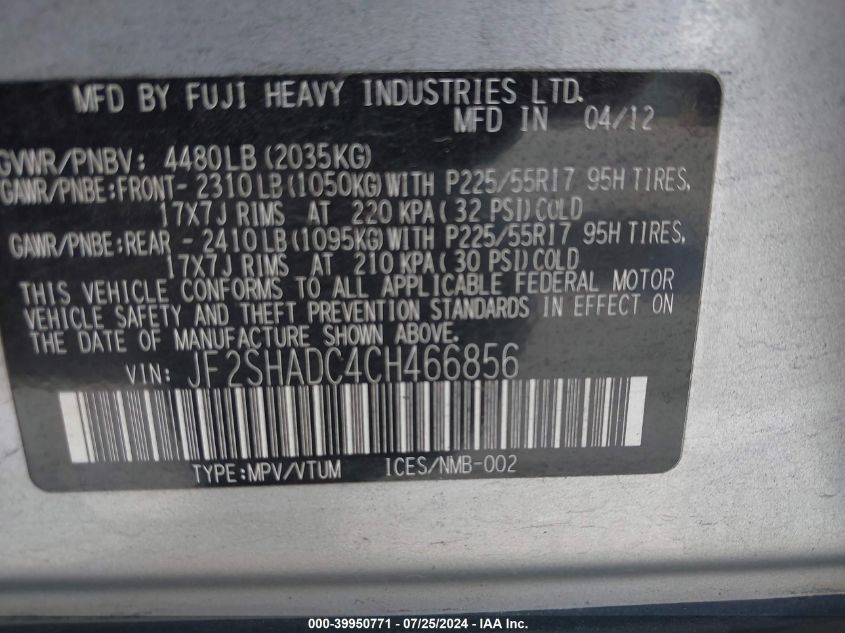 MFD BY FUJI HEAVY INDUSTRIES LTD.
MFD IN 04/12
GVWR/PNBV: 4480LB (2035KG)
GAWR/PNBE:FRONT- 2310 LB (1050KG) WITH P225/55R17 95H TIRES,
17X7J RIMS AT 220 KPA ( 32 PSI) COLD
GAWR/PNBE:REAR - 2410 LB (1095KG) WITH P225/55R17 95H TIRES,
17X7J RIMS AT 210 KPA ( 30 PSI) COLD
THIS VEHICLE CONFORMS TO ALL APPLICABLE FEDERAL MOTOR
VEHICLE SAFETY AND THEFT PREVENTION STANDARDS IN EFFECT ON
THE DATE OF MANUFACTURE SHOWN ABOVE.
VIN: JF2SHADC4CH466856
TYPE:MPV/VTUM ICES/NMB-002
000-39950771 - 07/25/2024 - IAA Inc.